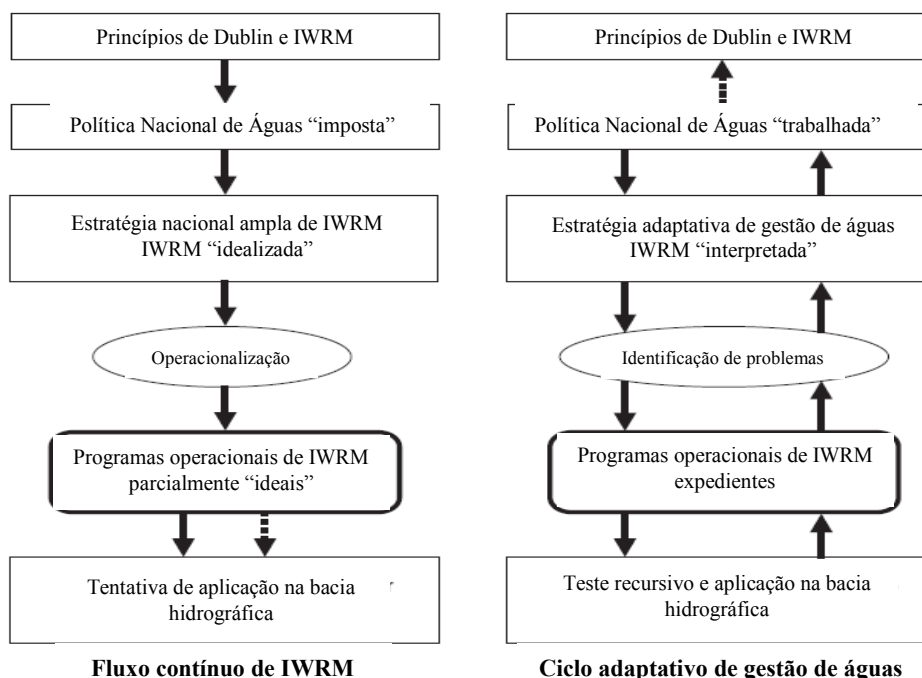 Princípios de Dublin e IWRM
Política Nacional de Águas “imposta”
Estratégia nacional ampla de IWRM
IWRM “idealizada”
Operacionalização
Programas operacionais de IWRM
parcialmente “ideais”
Tentativa de aplicação na bacia
hidrográfica
Fluxo contínuo de IWRM
Princípios de Dublin e IWRM
Política Nacional de Águas “trabalhada”
Estratégia adaptativa de gestão de águas
IWRM “interpretada”
Identificação de problemas
Programas operacionais de IWRM
expedientes
Teste recursivo e aplicação na bacia
hidrográfica
Ciclo adaptativo de gestão de águas